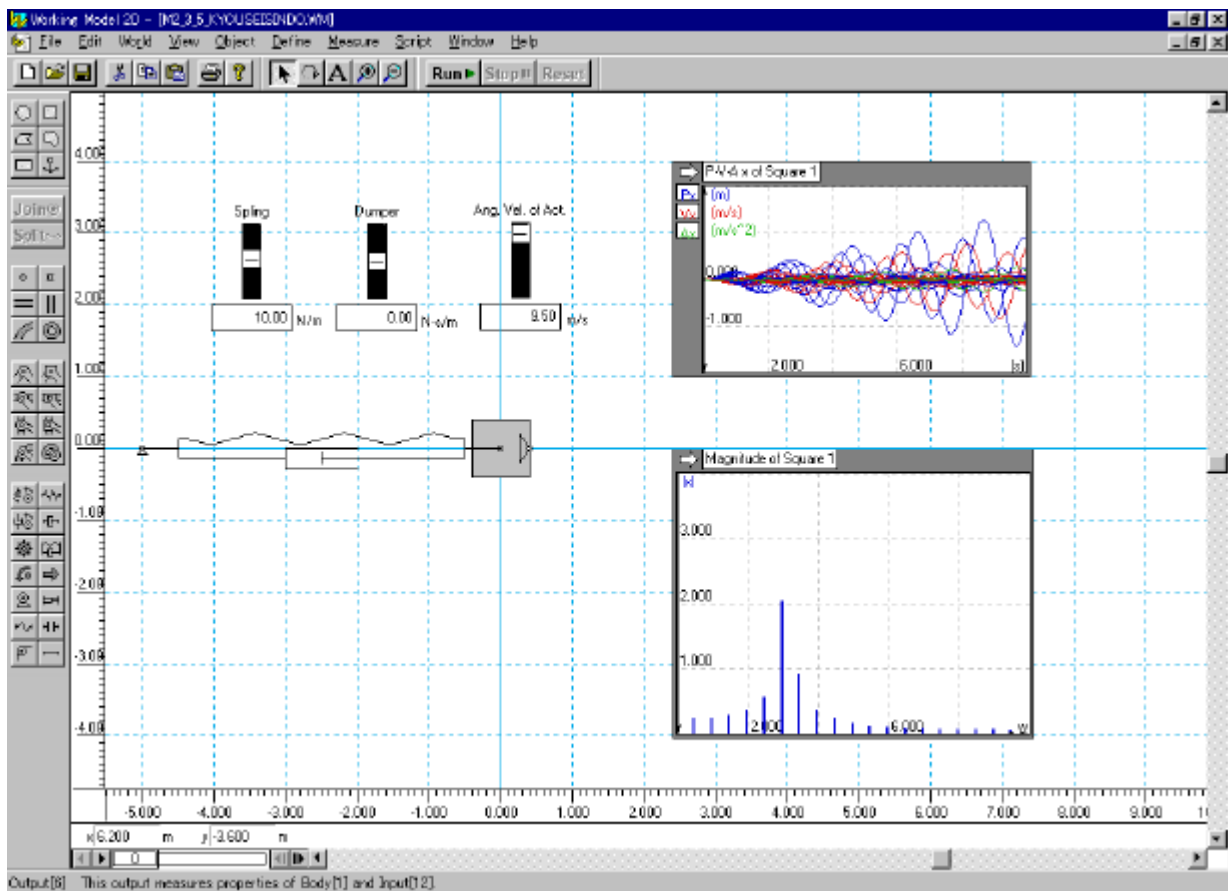 Working Model 2D - [M2_3_5_KYOUSEISINDO.WM]
File Edit World View Object Define Measure Script Window Help
Run Stop Reset
Join
Split
4.000
3.000
2.000
1.000
0.000
-1.000
-2.000
-3.000
-4.000
Spling
Dumper
Ang. Vel. of Act.
10.00 N/m
0.00 N-s/m
9.50 m/s
P-V-A x of Square 1
Px (m)
Vx (m/s)
Ax (m/s^2)
0.000
-1.000
2.000 6.000 (s)
Magnitude of Square 1
|x|
3.000
2.000
1.000
2.000 6.000 w
-5.000 -4.000 -3.000 -2.000 -1.000 0.000 1.000 2.000 3.000 4.000 5.000 6.000 7.000 8.000 9.000
x 6.200 m y -3.600 m
0
Output[6] This output measures properties of Body[1] and Input[12].